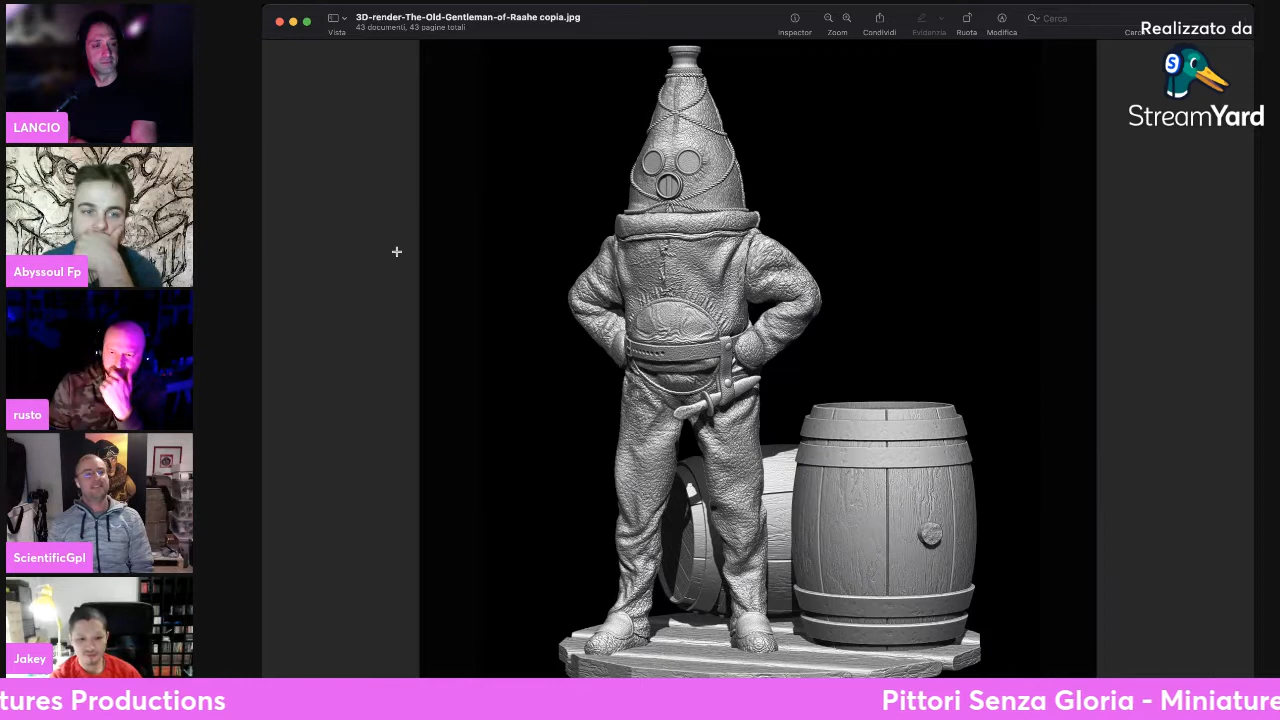 LANCIO
Abyssoul Fp
rusto
ScientificGpl
Jakey
3D-render-The-Old-Gentleman-of-Raahe copia.jpg
43 documenti, 43 pagine totali
Vista
Inspector
Zoom
Condividi
Evidenzia
Ruota
Modifica
Cerca
Realizzato da
S
StreamYard
tures Productions
Pittori Senza Gloria - Miniature